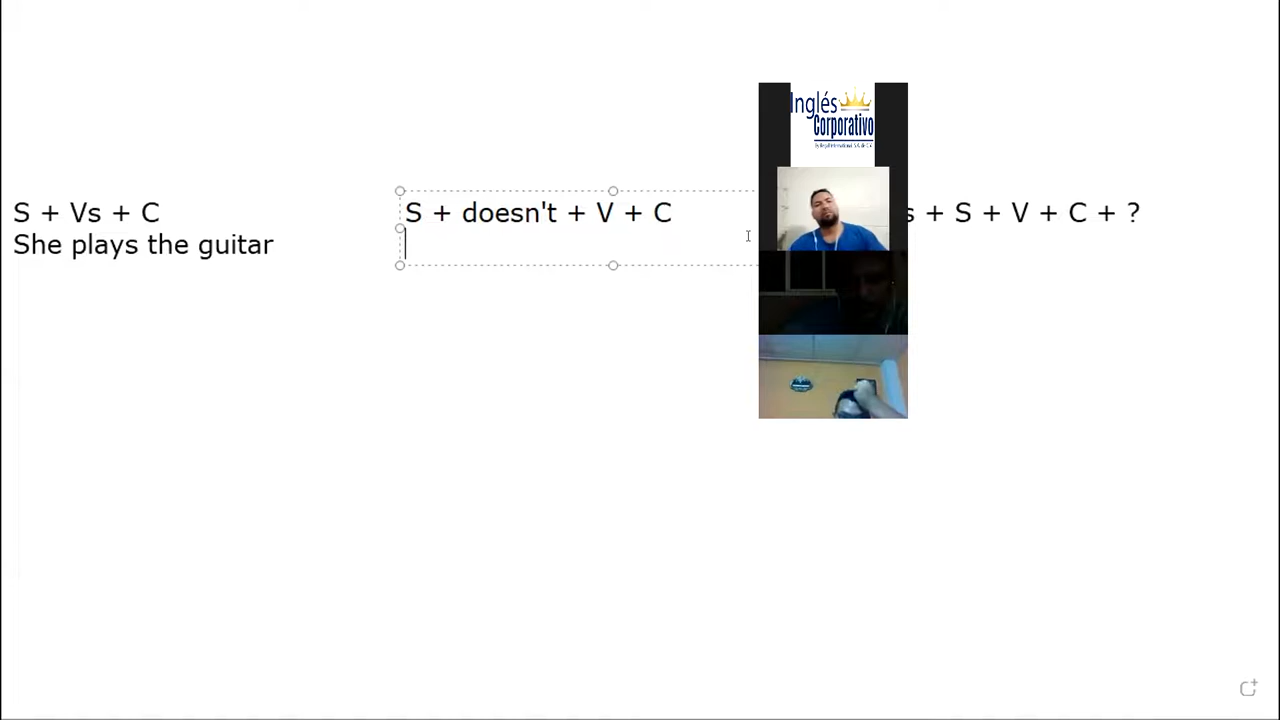 Inglés
Corporativo
S + Vs + C
She plays the guitar
S + doesn't + V + C
s + S + V + C + ?